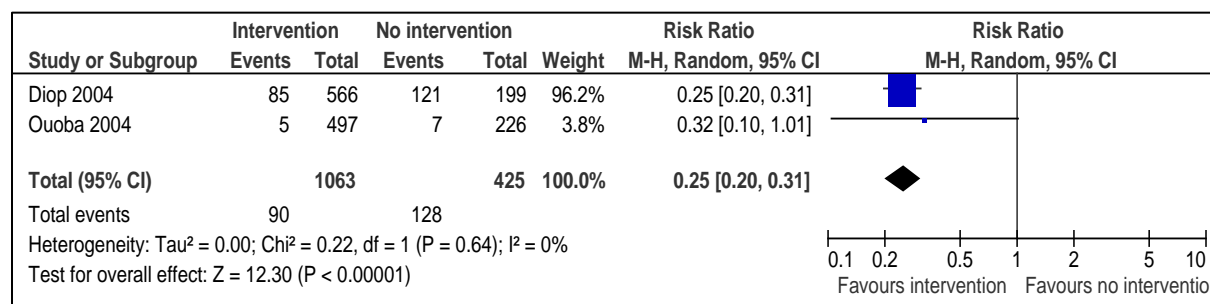 Intervention No intervention Risk Ratio Risk Ratio
Study or Subgroup Events Total Events Total Weight M-H, Random, 95% CI M-H, Random, 95% CI
Diop 2004 85 566 121 199 96.2% 0.25 [0.20, 0.31]
Ouoba 2004 5 497 7 226 3.8% 0.32 [0.10, 1.01]
Total (95% CI) 1063 425 100.0% 0.25 [0.20, 0.31]
Total events 90 128
Heterogeneity: Tau² = 0.00; Chi² = 0.22, df = 1 (P = 0.64); I² = 0%
Test for overall effect: Z = 12.30 (P < 0.00001)
0.1 0.2 0.5 1 2 5 10
Favours intervention Favours no interventio